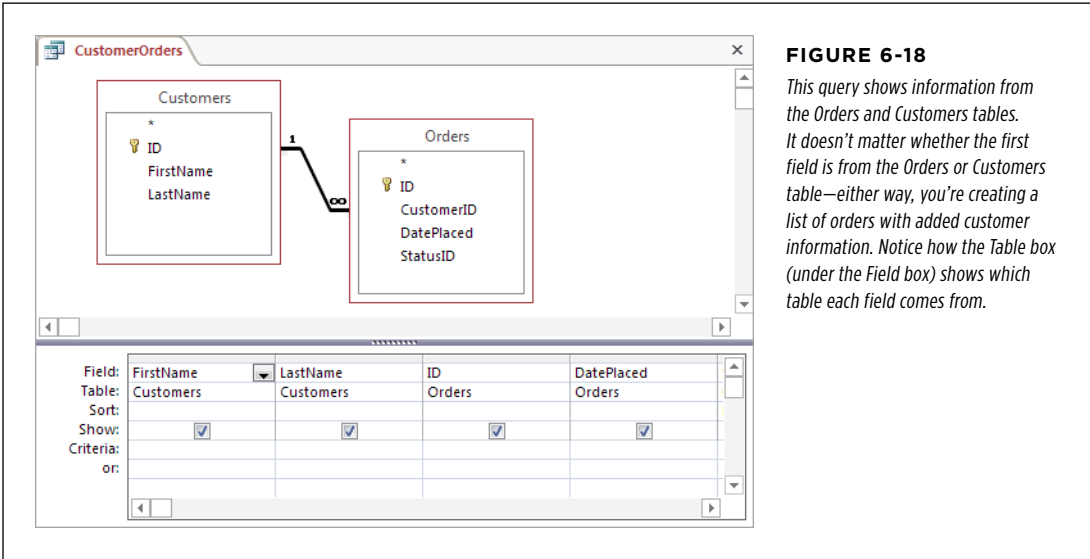 CustomerOrders
Customers
*
ID
FirstName
LastName
1
∞
Orders
*
ID
CustomerID
DatePlaced
StatusID
Field: FirstName LastName ID DatePlaced
Table: Customers Customers Orders Orders
Sort:
Show:
Criteria:
or:
FIGURE 6-18
This query shows information from
the Orders and Customers tables.
It doesn’t matter whether the first
field is from the Orders or Customers
table—either way, you’re creating a
list of orders with added customer
information. Notice how the Table box
(under the Field box) shows which
table each field comes from.